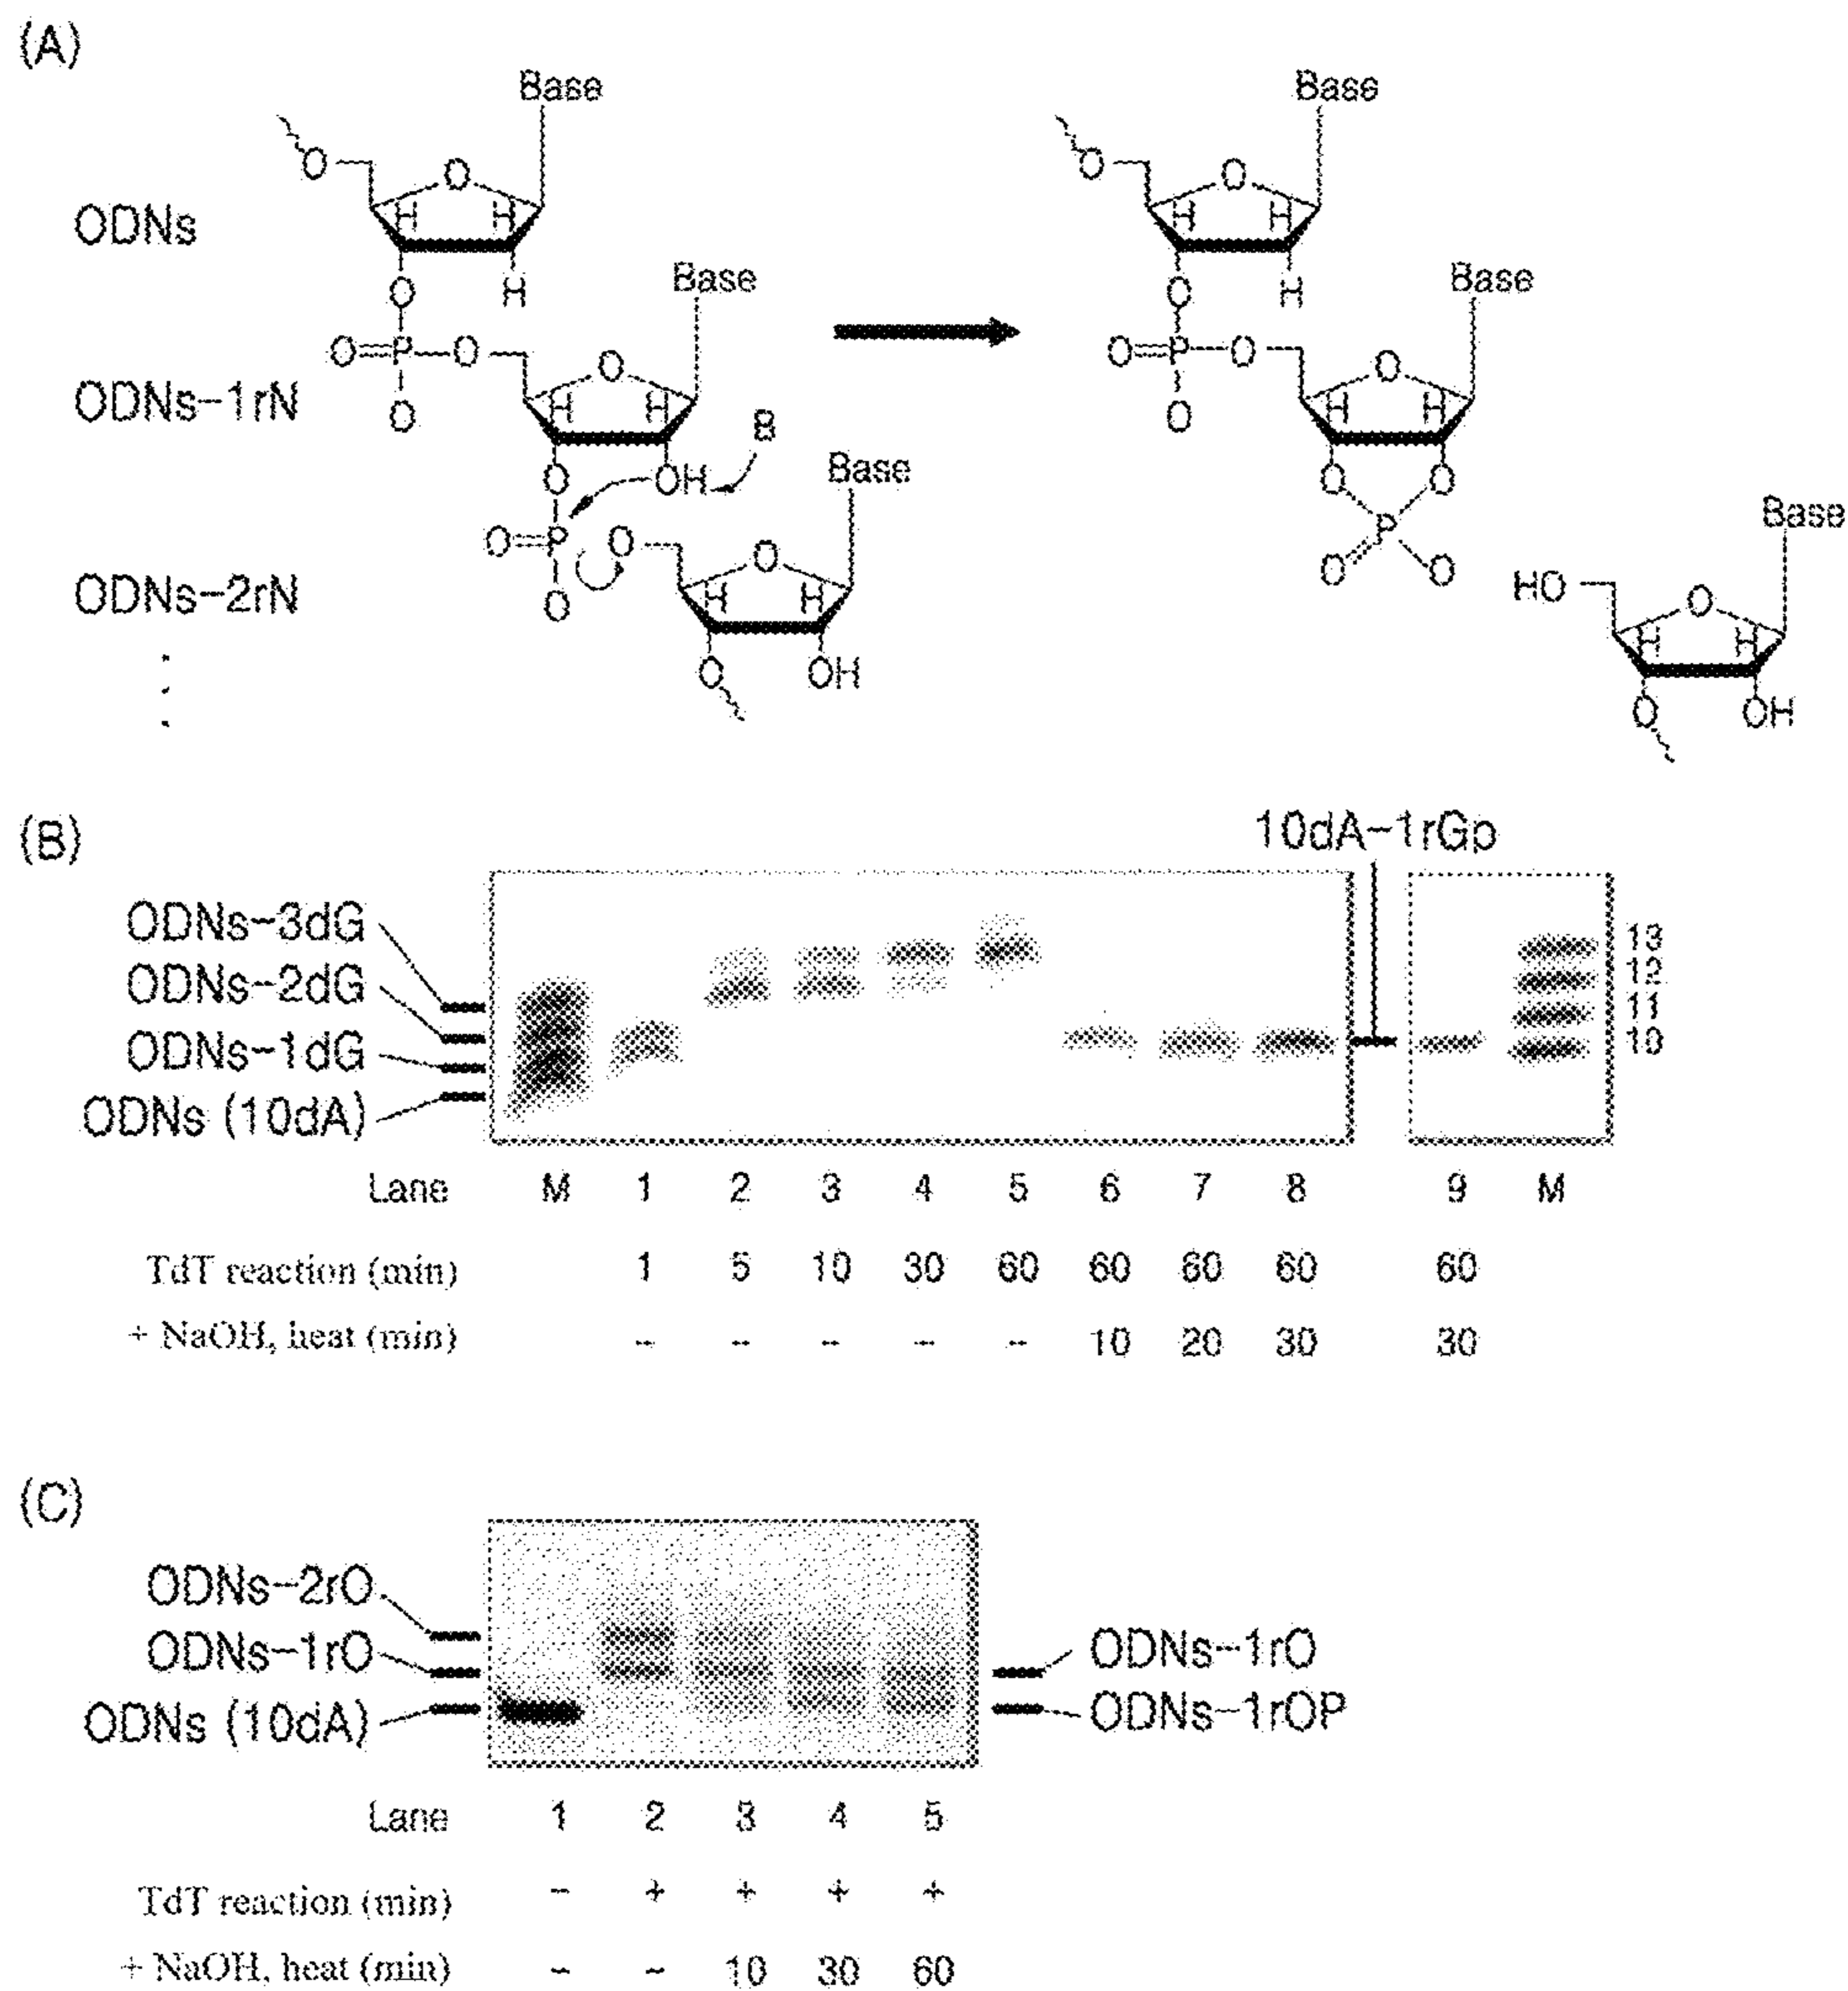 (A)
Base
Base
O
O
O
O
ODNs
H
H
H
H
Base
Base
O
H
O
H
O=P-O
O
O=P-O
O
ODNs-1rN
H
H
B
H
H
O
O
O
OH
Base
O
O
P
O=P
O
O
O
O
Base
ODNs-2rN
O
H
H
HO
O
O
OH
H
H
O
OH
(B)
10dA-1rGp
ODNs-3dG
ODNs-2dG
ODNs-1dG
ODNs (10dA)
13
12
11
10
Lane M 1 2 3 4 5 6 7 8 9 M
TdT reaction (min) 1 5 10 30 60 60 60 60 60
+ NaOH, heat (min) - - - - - 10 20 30 30
(C)
ODNs-2rO
ODNs-1rO
ODNs (10dA)
ODNs-1rO
ODNs-1rOP
Lane 1 2 3 4 5
TdT reaction (min) - + + + +
+ NaOH, heat (min) - - 10 30 60